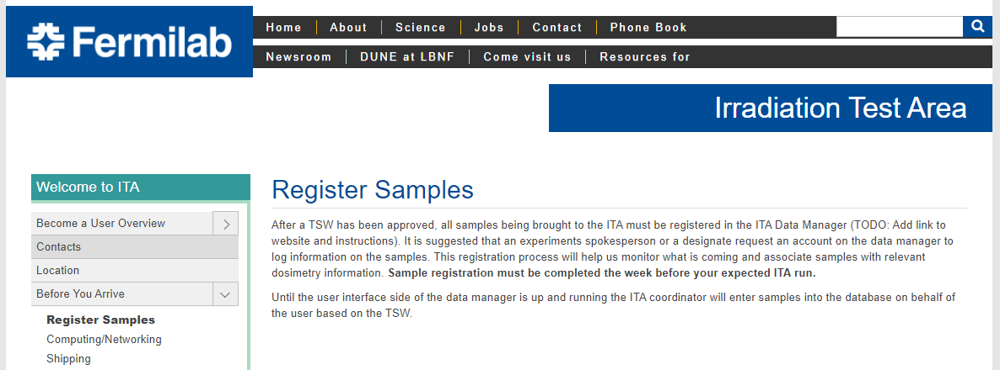 Fermilab
Home About Science Jobs Contact Phone Book
Newsroom DUNE at LBNF Come visit us Resources for
Irradiation Test Area
Welcome to ITA
Become a User Overview
Contacts
Location
Before You Arrive
Register Samples
Computing/Networking
Shipping
Register Samples
After a TSW has been approved, all samples being brought to the ITA must be registered in the ITA Data Manager (TODO: Add link to
website and instructions). It is suggested that an experiments spokesperson or a designate request an account on the data manager to
log information on the samples. This registration process will help us monitor what is coming and associate samples with relevant
dosimetry information. Sample registration must be completed the week before your expected ITA run.
Until the user interface side of the data manager is up and running the ITA coordinator will enter samples into the database on behalf of
the user based on the TSW.